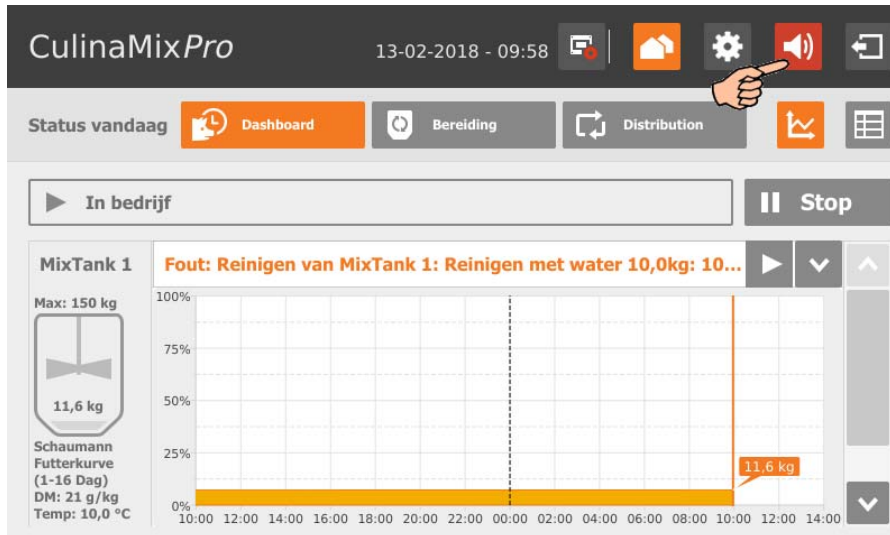 CulinaMixPro
13-02-2018 - 09:58
Status vandaag
Dashboard
Bereiding
Distribution
In bedrijf
Stop
MixTank 1
Fout: Reinigen van MixTank 1: Reinigen met water 10,0kg: 10...
Max: 150 kg
11,6 kg
Schaumann
Futterkurve
(1-16 Dag)
DM: 21 g/kg
Temp: 10,0 °C
100%
75%
50%
25%
0%
11,6 kg
10:00 12:00 14:00 16:00 18:00 20:00 22:00 00:00 02:00 04:00 06:00 08:00 10:00 12:00 14:00